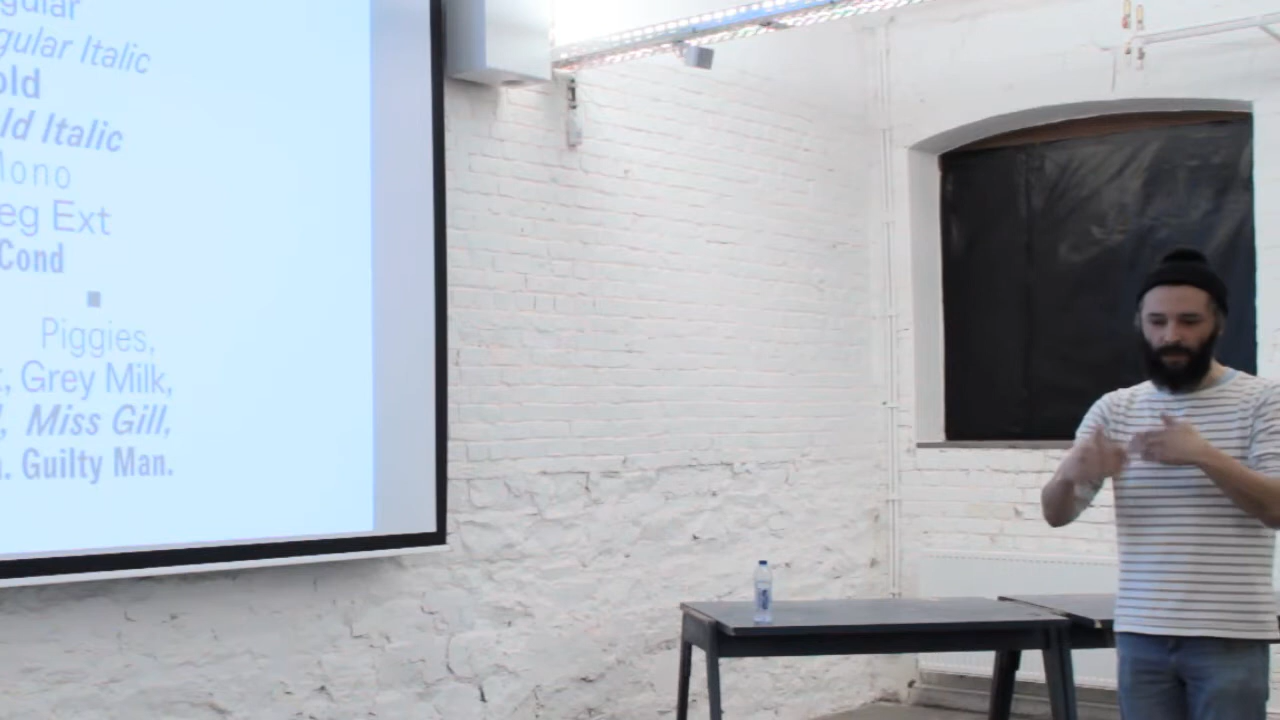 gular
gular Italic
old
ld Italic
Mono
eg Ext
Cond
Piggies,
, Grey Milk,
, Miss Gill,
. Guilty Man.